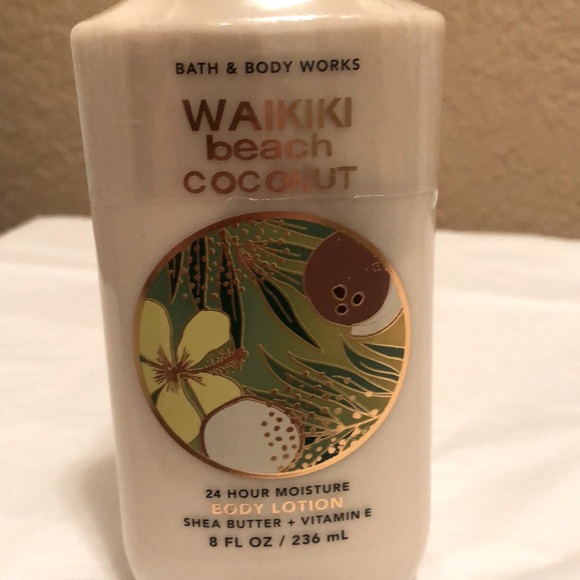 BATH & BODY WORKS
WAIKIKI
beach
COCONUT
24 HOUR MOISTURE
BODY LOTION
SHEA BUTTER + VITAMIN E
8 FL OZ / 236 mL